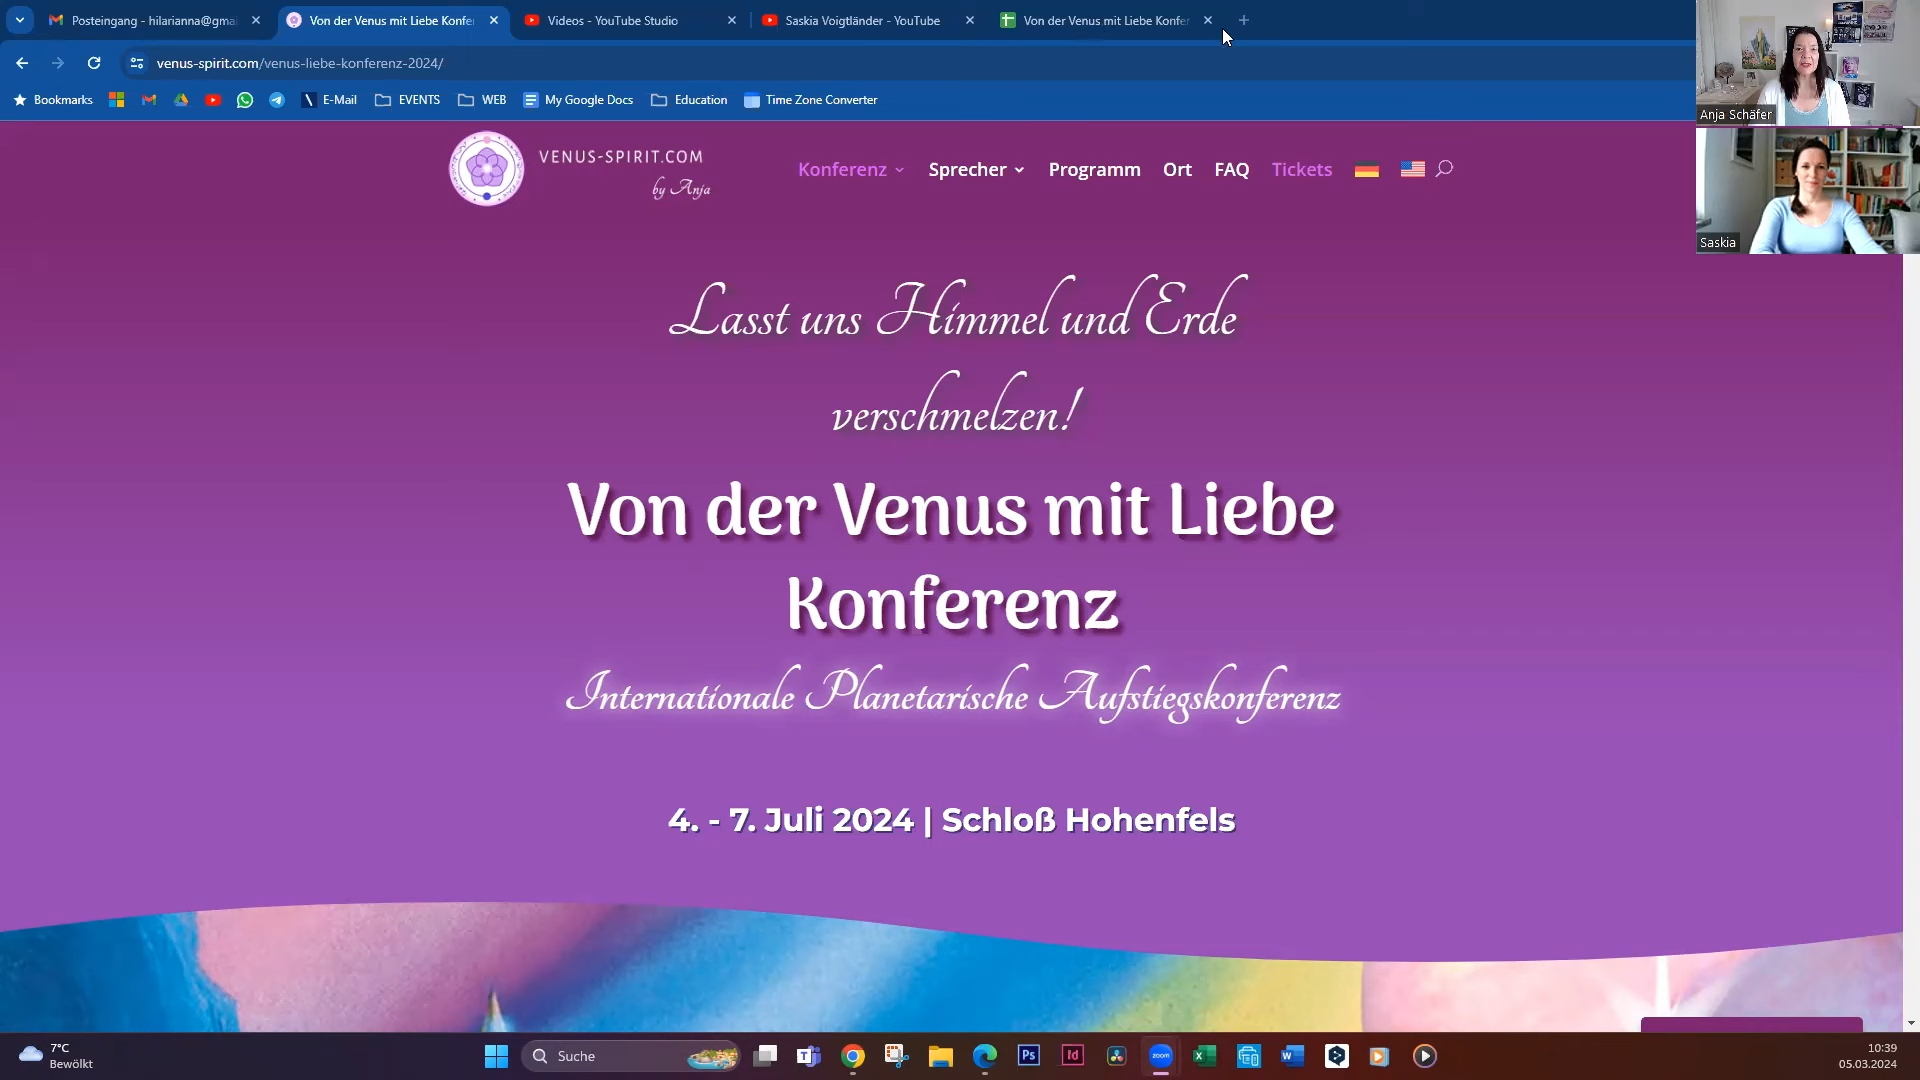 Posteingang - hilarianna@gma
Von der Venus mit Liebe Konfe
Videos - YouTube Studio
Saskia Voigtländer - YouTube
Von der Venus mit Liebe Konfer
venus-spirit.com/venus-liebe-konferenz-2024/
Bookmarks
E-Mail
EVENTS
WEB
My Google Docs
Education
Time Zone Converter
Anja Schäfer
Saskia
VENUS-SPIRIT.COM
by Anja
Konferenz
Sprecher
Programm
Ort
FAQ
Tickets
Lasst uns Himmel und Erde
verschmelzen!
Von der Venus mit Liebe
Konferenz
Internationale Planetarische Aufstiegskonferenz
4. - 7. Juli 2024 | Schloß Hohenfels
7°C
Bewölkt
Suche
Ps
Id
zoom
10:39
05.03.2024